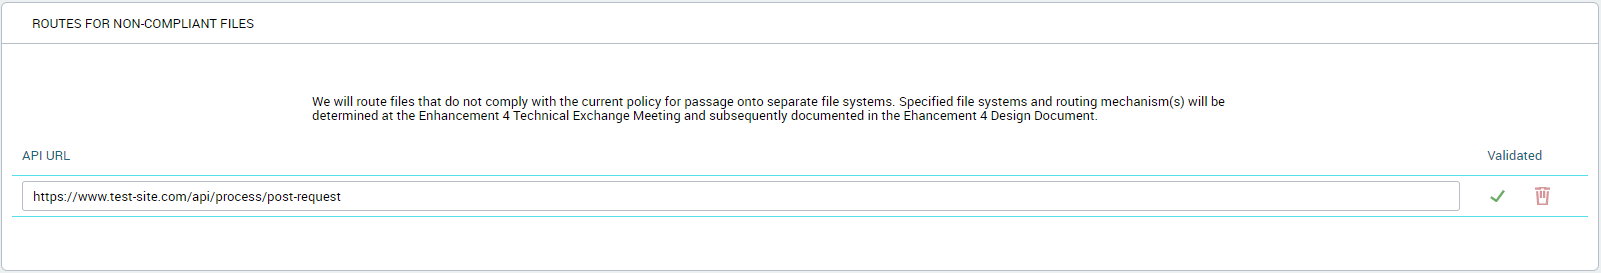 ROUTES FOR NON-COMPLIANT FILES
We will route files that do not comply with the current policy for passage onto separate file systems. Specified file systems and routing mechanism(s) will be
determined at the Enhancement 4 Technical Exchange Meeting and subsequently documented in the Ehancement 4 Design Document.
API URL Validated
https://www.test-site.com/api/process/post-request